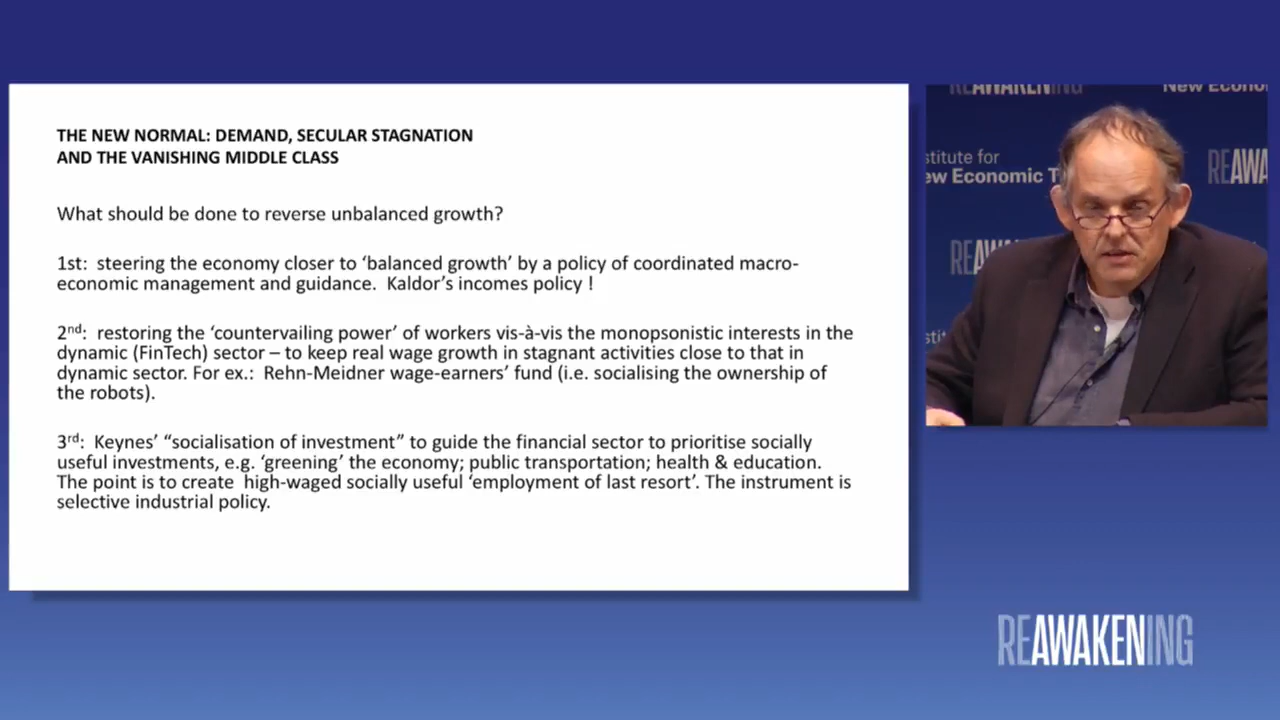 THE NEW NORMAL: DEMAND, SECULAR STAGNATION
AND THE VANISHING MIDDLE CLASS
What should be done to reverse unbalanced growth?
1st:  steering the economy closer to ‘balanced growth’ by a policy of coordinated macro-
economic management and guidance.  Kaldor’s incomes policy !
2nd:  restoring the ‘countervailing power’ of workers vis-à-vis the monopsonistic interests in the
dynamic (FinTech) sector – to keep real wage growth in stagnant activities close to that in
dynamic sector. For ex.:  Rehn-Meidner wage-earners’ fund (i.e. socialising the ownership of
the robots).
3rd:  Keynes’ “socialisation of investment” to guide the financial sector to prioritise socially
useful investments, e.g. ‘greening’ the economy; public transportation; health & education.
The point is to create  high-waged socially useful ‘employment of last resort’. The instrument is
selective industrial policy.
REAWAKENING
New Econo
stitute for
ew Economic T
REAWA
REAW
stit
REAWAKENING